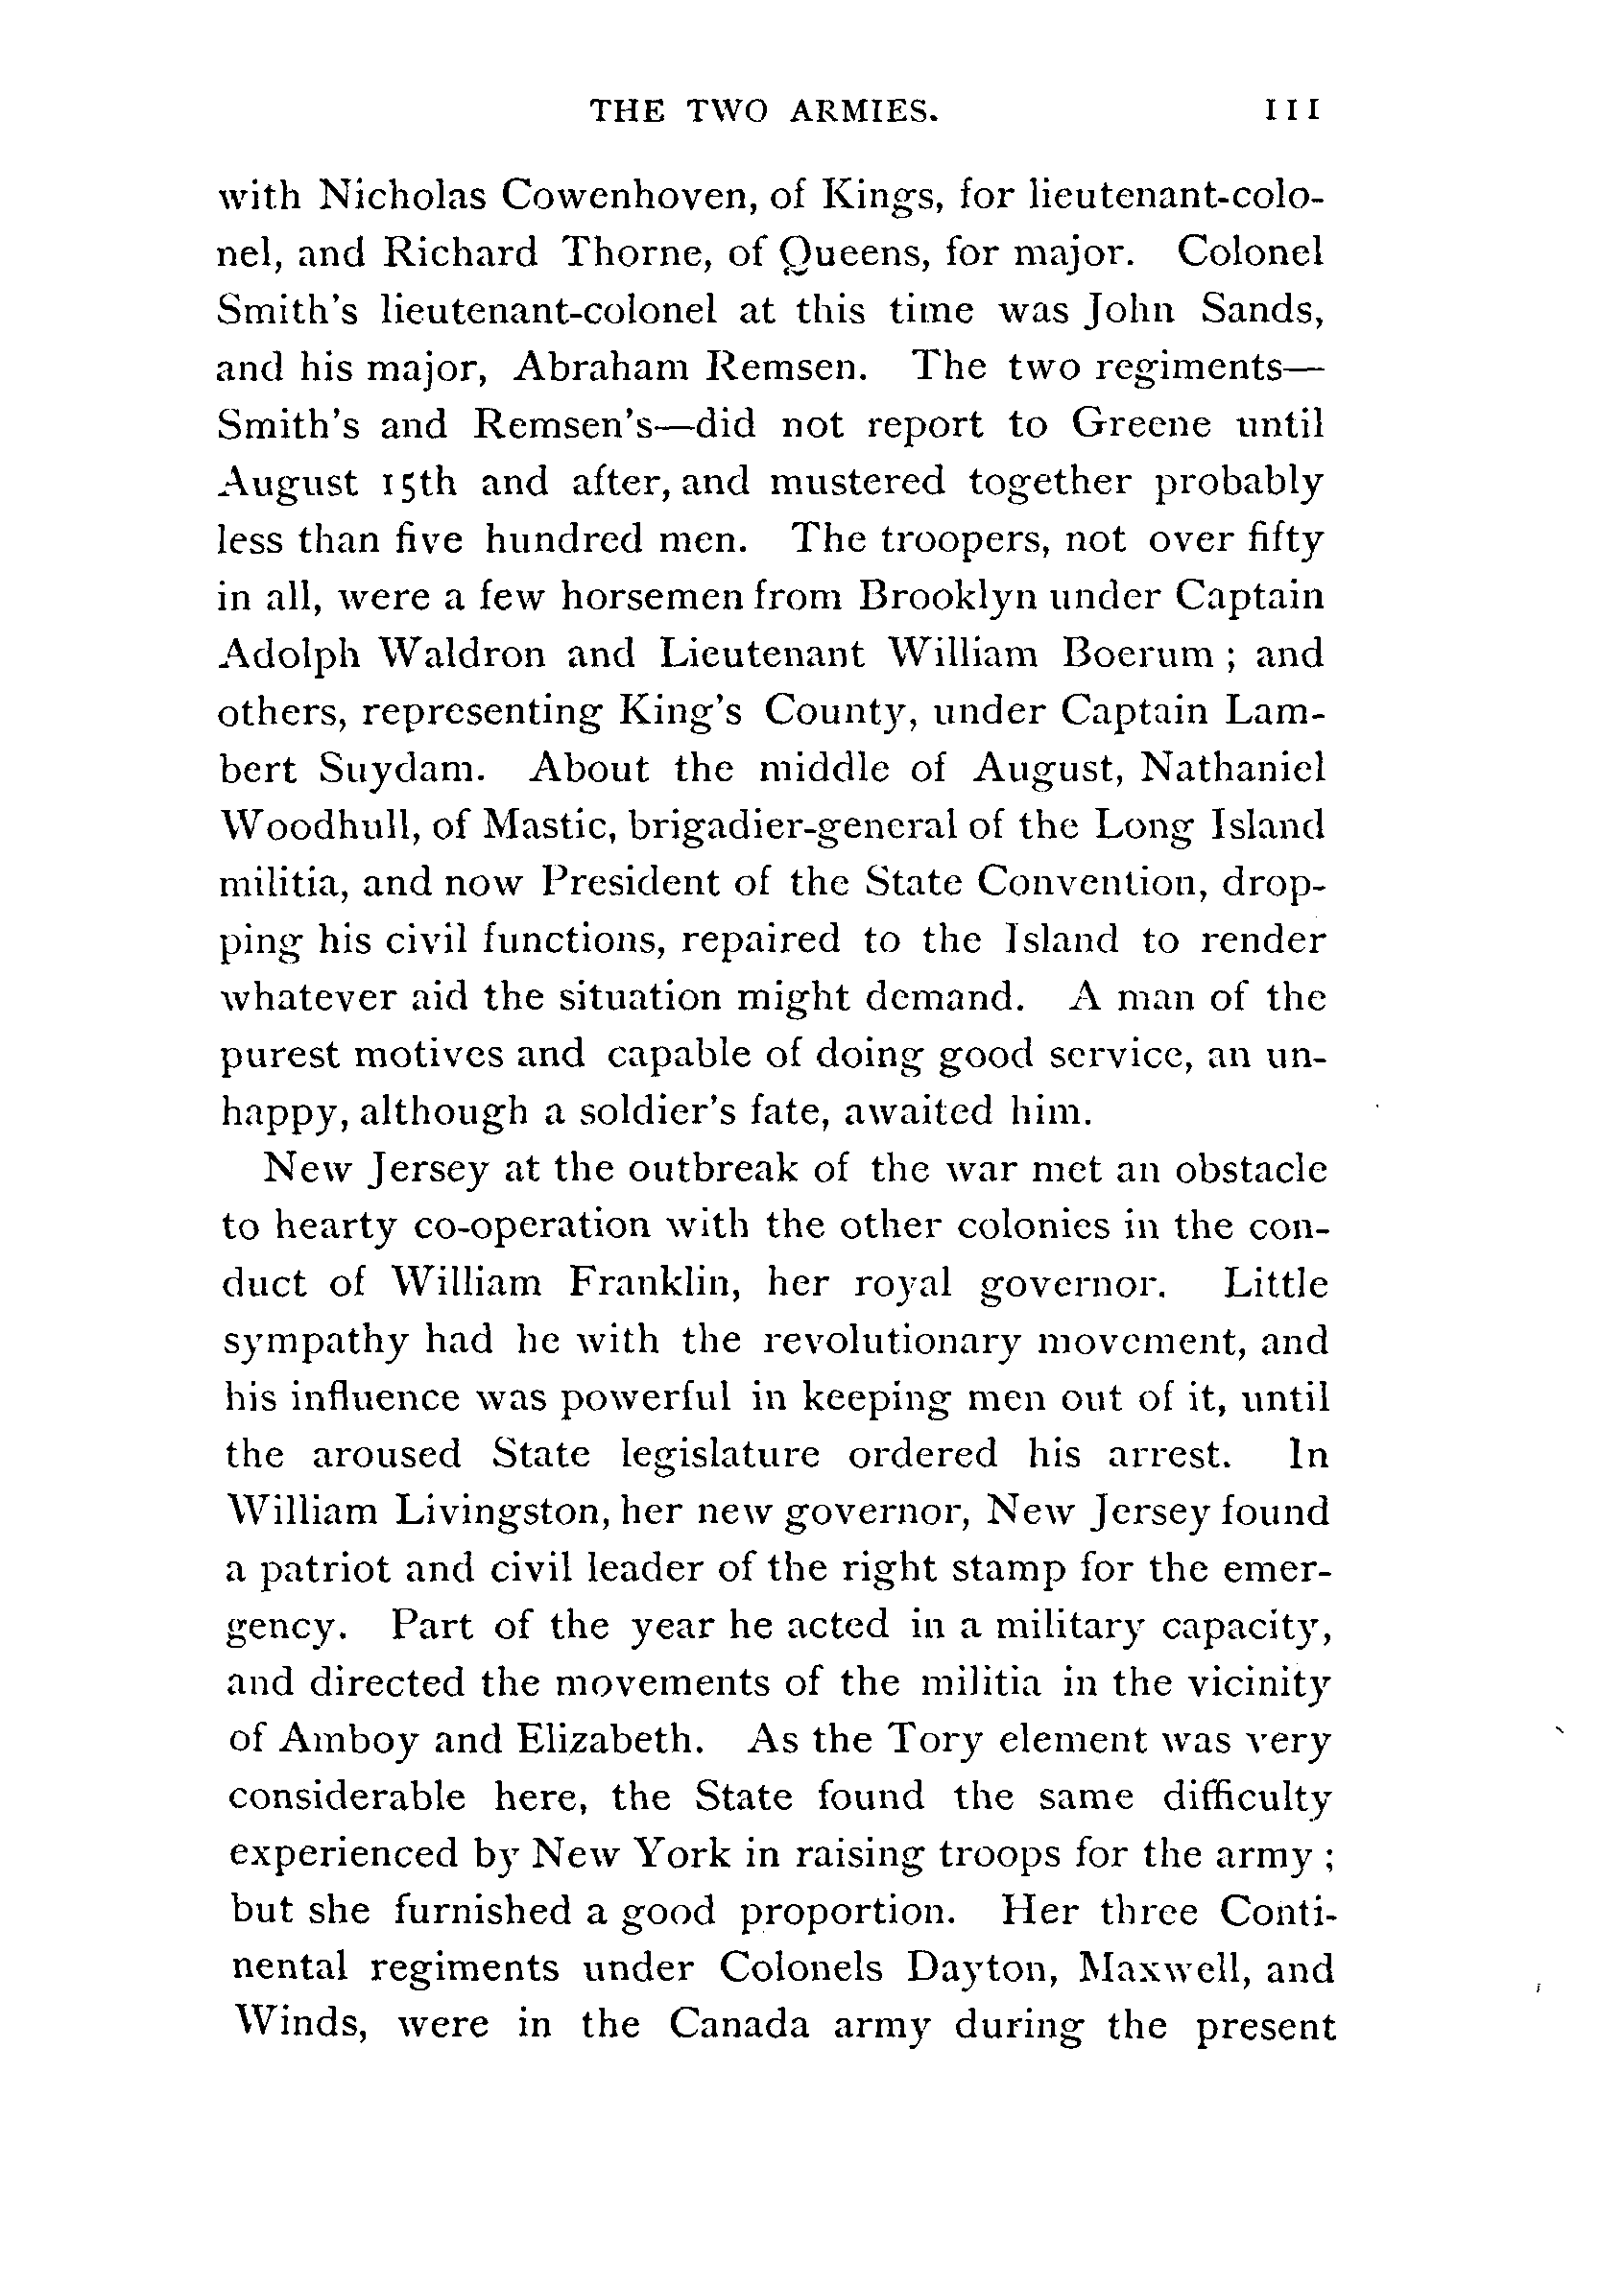 THE TWO ARMIES. 111
with Nicholas Cowenhoven, of Kings, for lieutenant-colo-
nel, and Richard Thorne, of Queens, for major. Colonel
Smith's lieutenant-colonel at this time was John Sands,
and his major, Abraham Remsen. The two regiments—
Smith's and Remsen's—did not report to Greene until
August 15th and after, and mustered together probably
less than five hundred men. The troopers, not over fifty
in all, were a few horsemen from Brooklyn under Captain
Adolph Waldron and Lieutenant William Boerum ; and
others, representing King's County, under Captain Lam-
bert Suydam. About the middle of August, Nathaniel
Woodhull, of Mastic, brigadier-general of the Long Island
militia, and now President of the State Convention, drop-
ping his civil functions, repaired to the Island to render
whatever aid the situation might demand. A man of the
purest motives and capable of doing good service, an un-
happy, although a soldier's fate, awaited him.
New Jersey at the outbreak of the war met an obstacle
to hearty co-operation with the other colonies in the con-
duct of William Franklin, her royal governor. Little
sympathy had he with the revolutionary movement, and
his influence was powerful in keeping men out of it, until
the aroused State legislature ordered his arrest. In
William Livingston, her new governor, New Jersey found
a patriot and civil leader of the right stamp for the emer-
gency. Part of the year he acted in a military capacity,
and directed the movements of the militia in the vicinity
of Amboy and Elizabeth. As the Tory element was very
considerable here, the State found the same difficulty
experienced by New York in raising troops for the army ;
but she furnished a good proportion. Her three Conti-
nental regiments under Colonels Dayton, Maxwell, and
Winds, were in the Canada army during the present